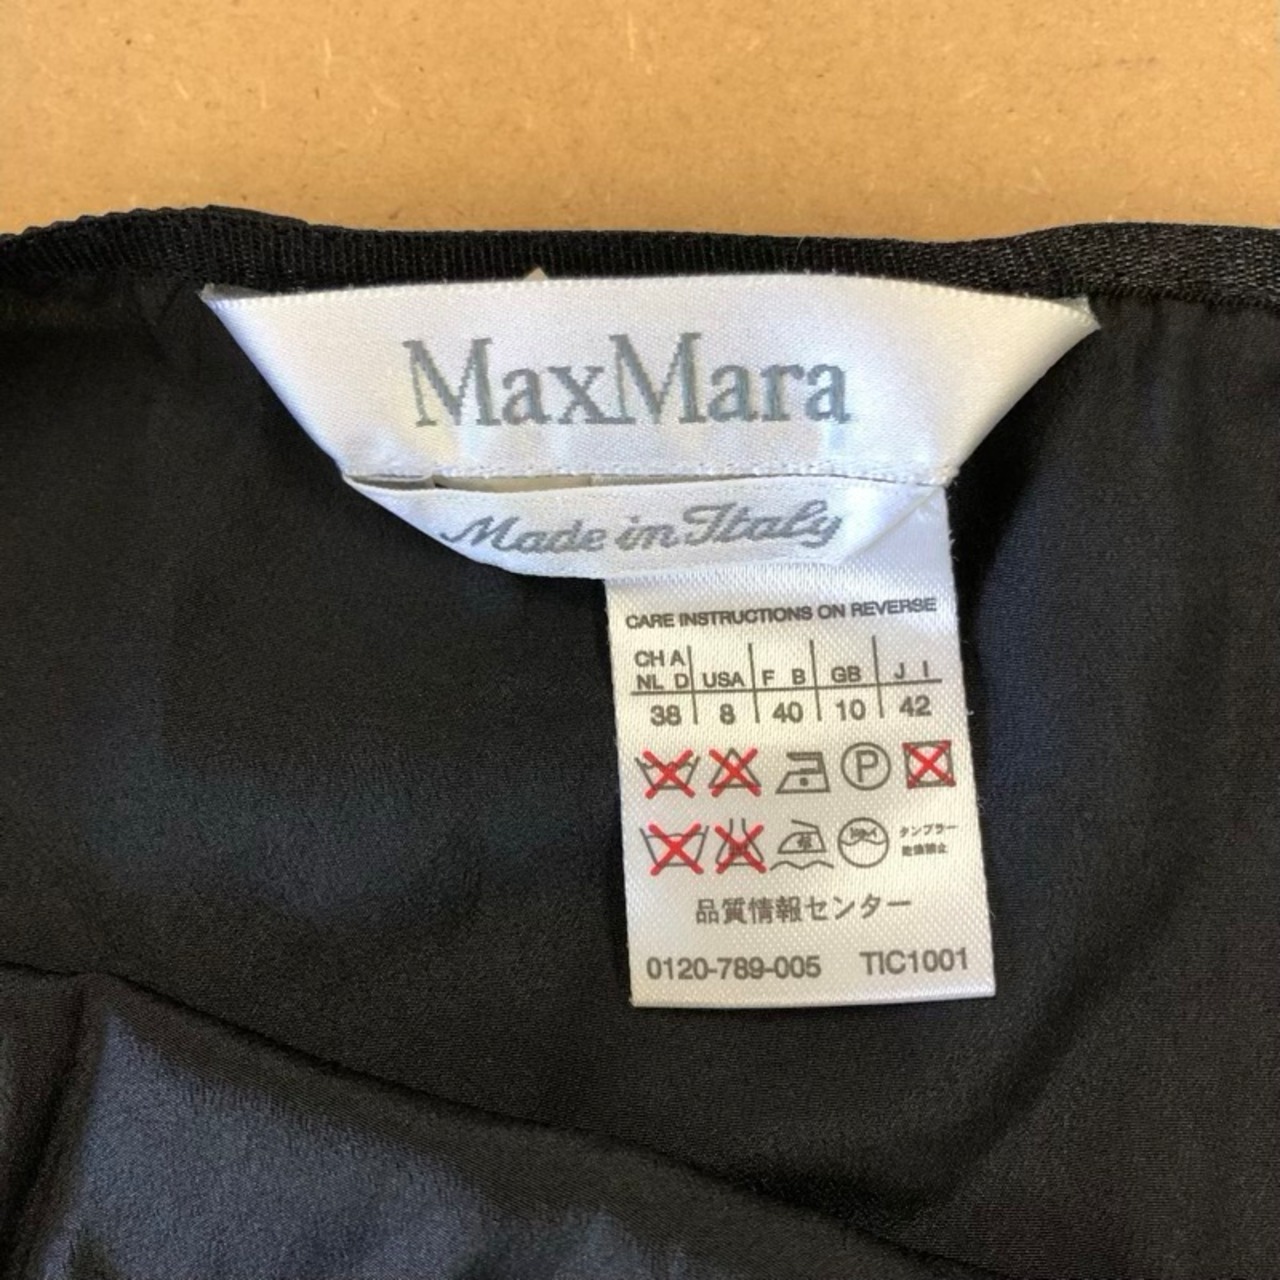 MaxMara
Made in Italy
CARE INSTRUCTIONS ON REVERSE
CH A
NL D USA F B GB J I
38 8 40 10 42
P
タンブラー
乾燥禁止
品質情報センター
0120-789-005 TIC1001